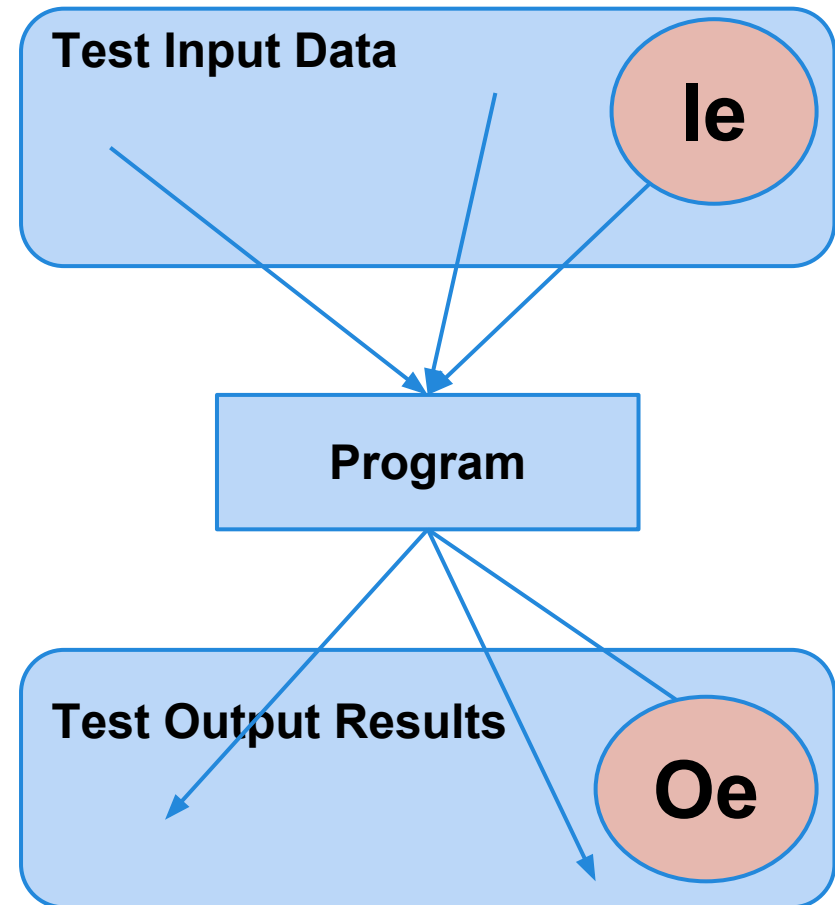 Test Input Data
Ie
Program
Test Output Results
Oe